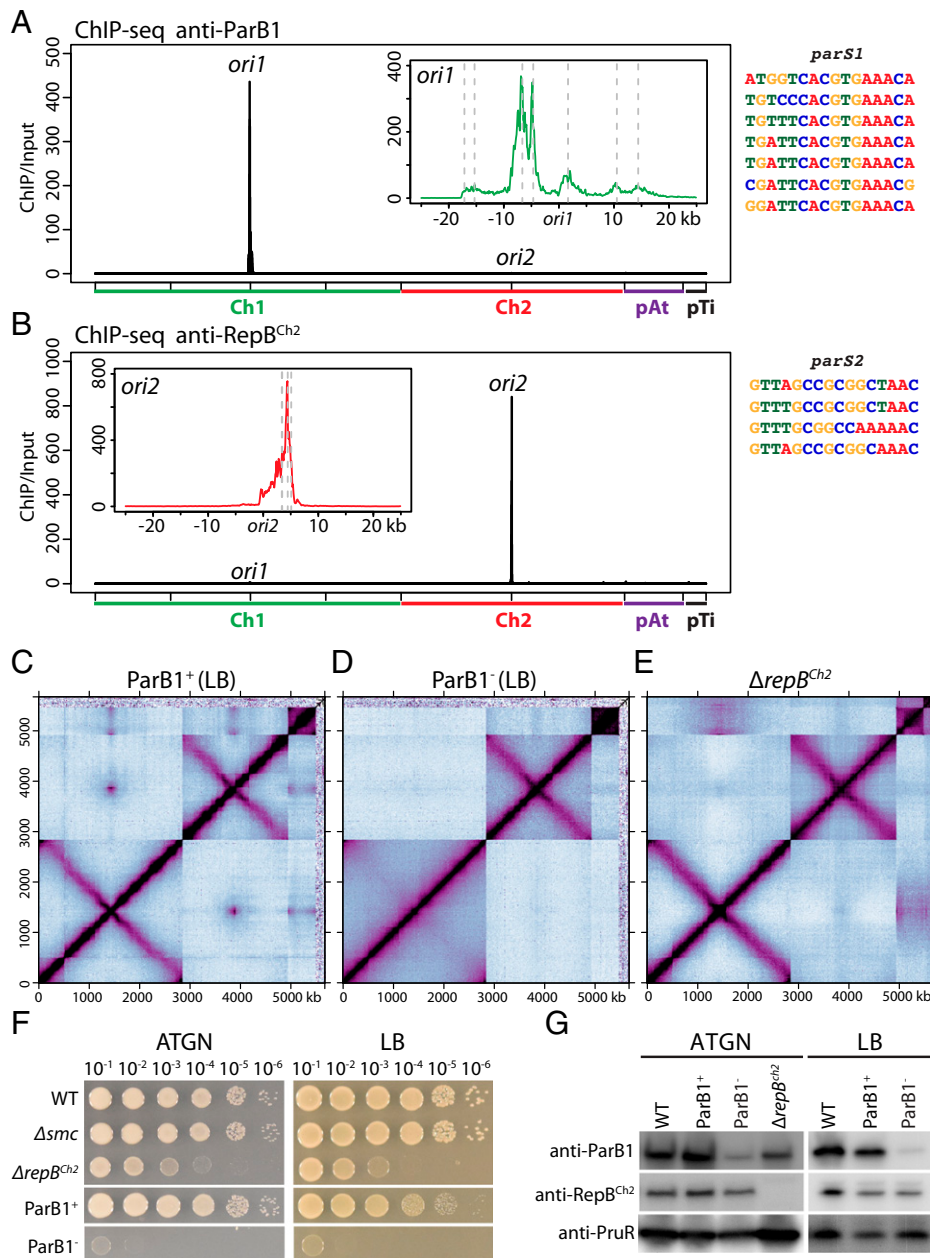 A
ChIP-seq anti-ParB1
ChIP/Input
500
400
300
200
100
0
ori1
ori2
ori1
400
200
0
-20
-10
ori1
10
20 kb
Ch1
Ch2
pAt
pTi
parS1
ATGGTCACGTGAAACA
TGTCCCACGTGAAACA
TGTTTCACGTGAAACA
TGATTCACGTGAAACA
TGATTCACGTGAAACA
CGATTCACGTGAAACG
GGATTCACGTGAAACA
B
ChIP-seq anti-RepBCh2
ChIP/Input
1000
800
600
400
200
0
ori2
800
400
0
-20
-10
ori2
10
20 kb
ori1
ori2
Ch1
Ch2
pAt
pTi
parS2
GTTAGCCGCGGCTAAC
GTTTGCCGCGGCTAAC
GTTTGCGGCCAAAAAC
GTTAGCCGCGGCAAAC
C
ParB1+ (LB)
D
ParB1- (LB)
E
ΔrepBCh2
5000
4000
3000
2000
1000
0
0 1000 2000 3000 4000 5000 kb
0 1000 2000 3000 4000 5000 kb
0 1000 2000 3000 4000 5000 kb
F
ATGN
LB
10-1 10-2 10-3 10-4 10-5 10-6
10-1 10-2 10-3 10-4 10-5 10-6
WT
Δsmc
ΔrepBCh2
ParB1+
ParB1-
G
ATGN
LB
WT
ParB1+
ParB1-
ΔrepBch2
WT
ParB1+
ParB1-
anti-ParB1
anti-RepBCh2
anti-PruR